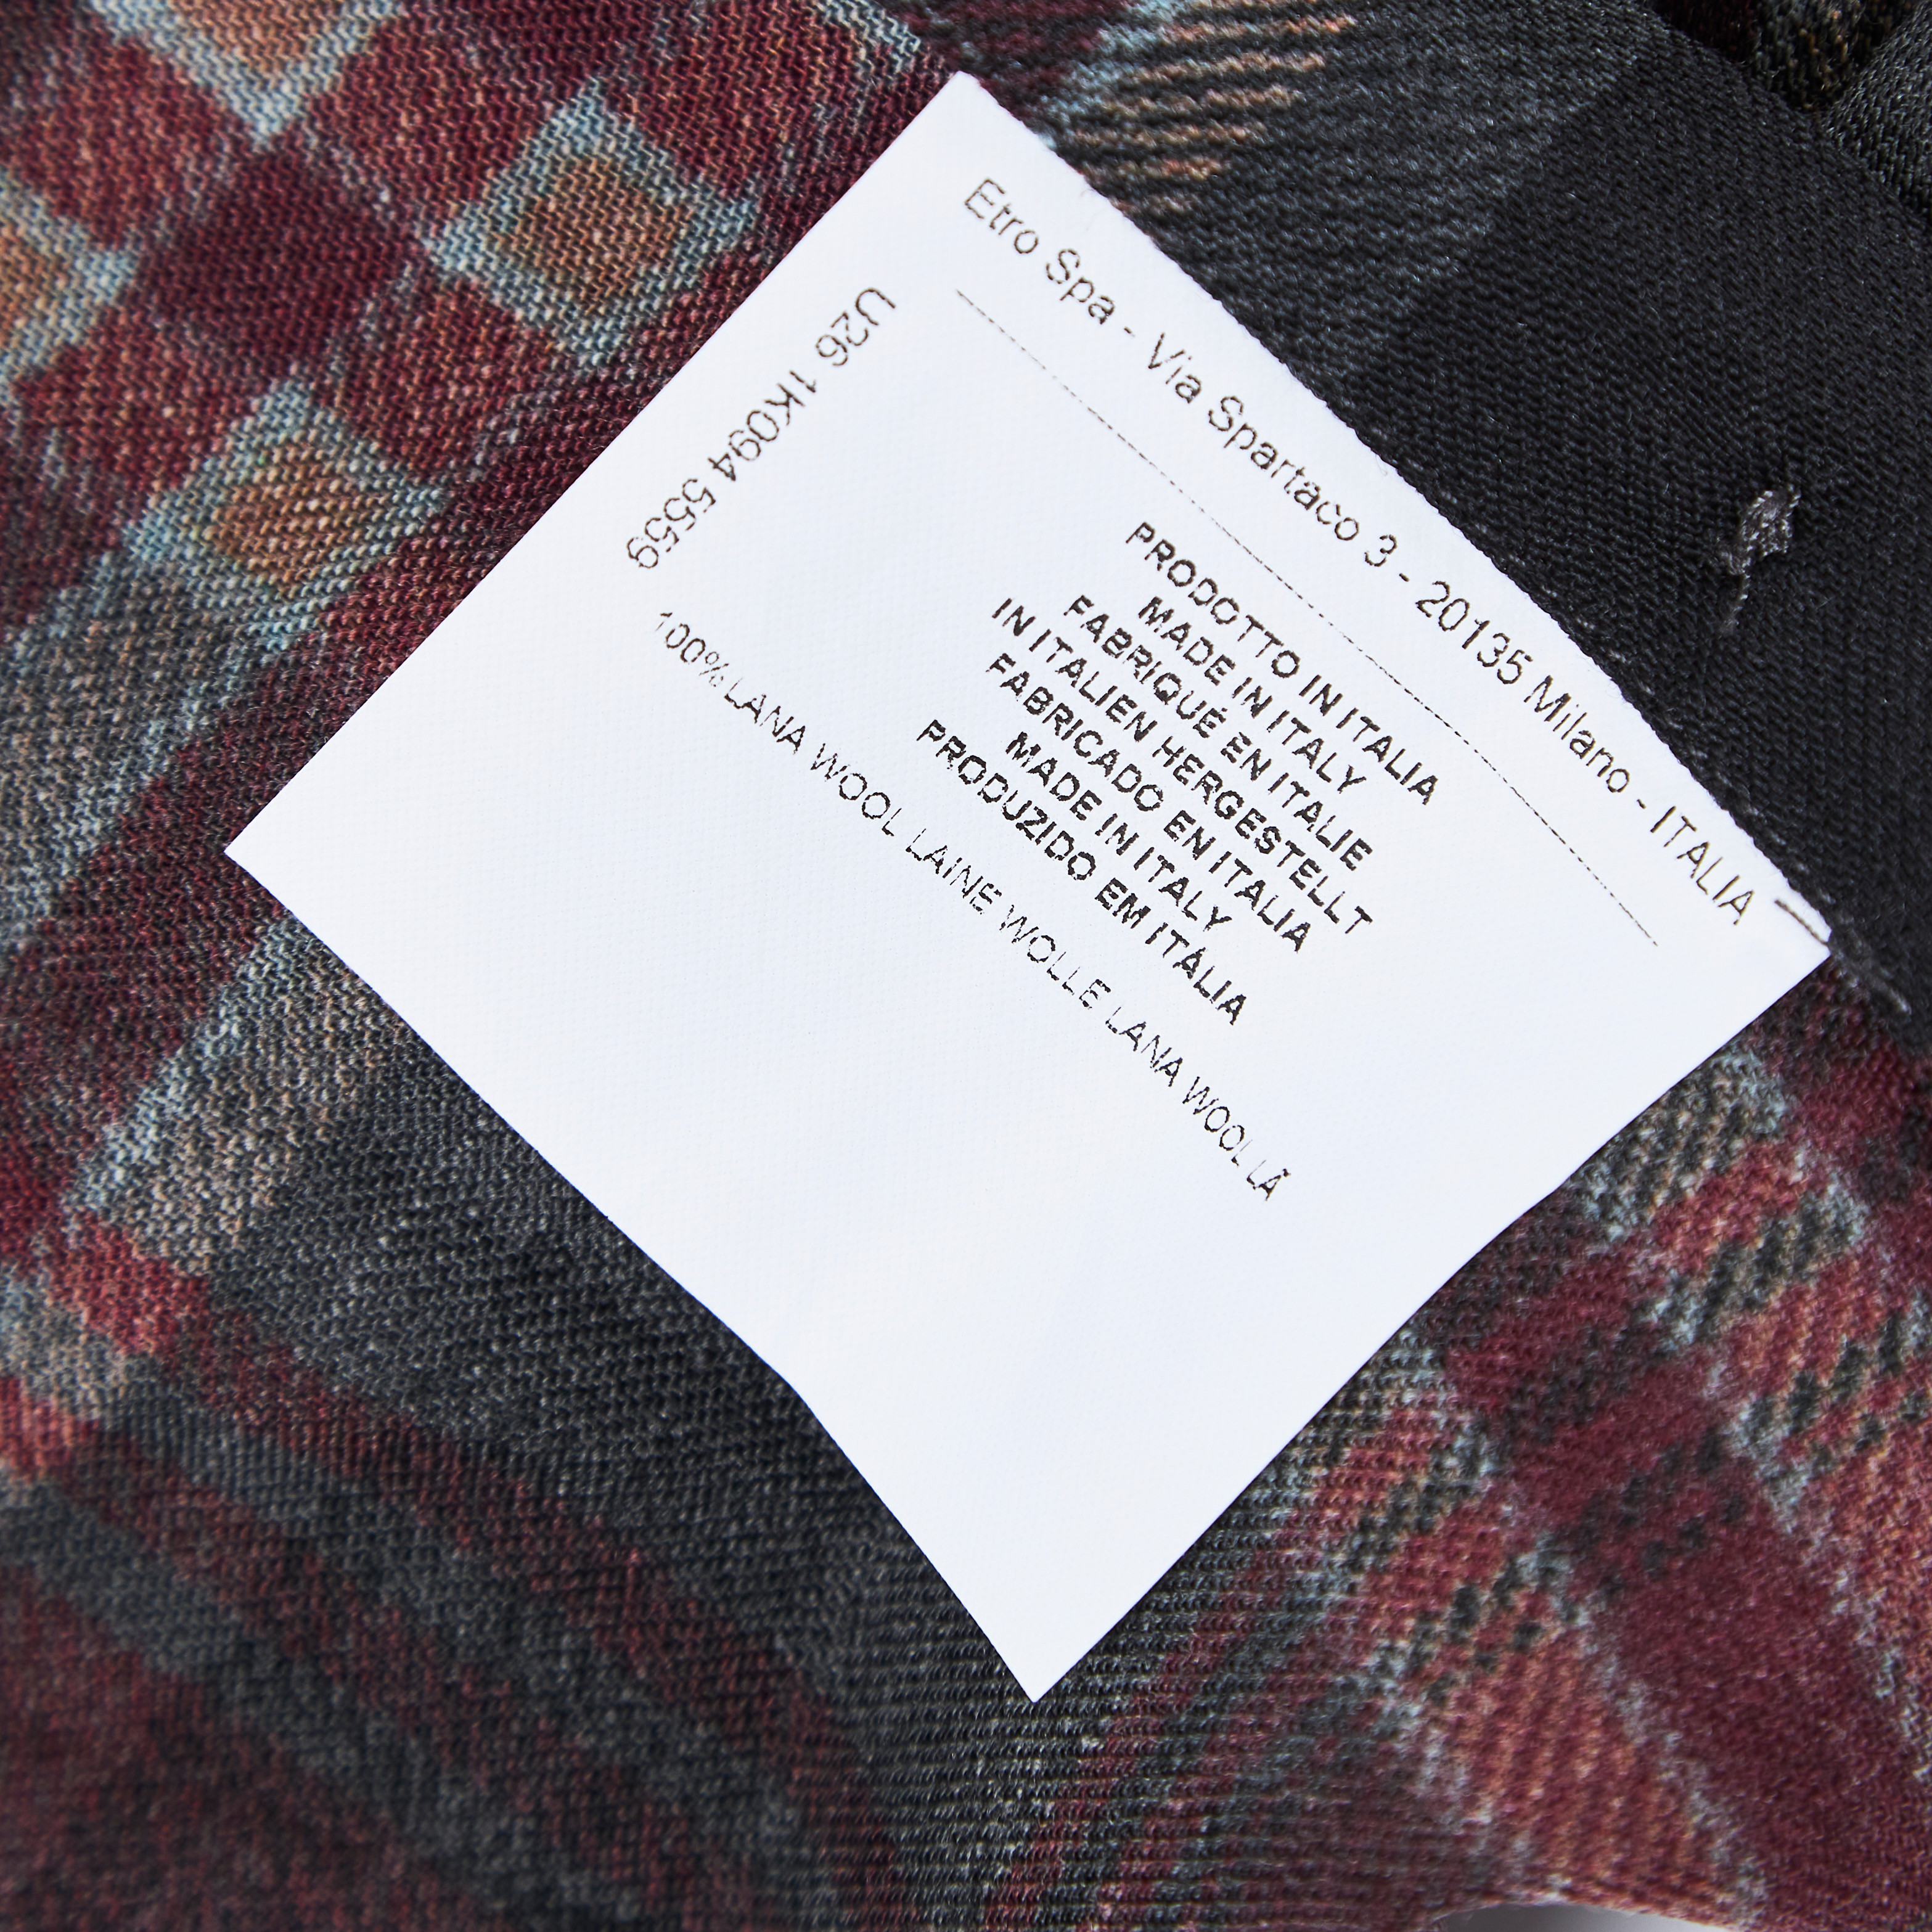 Etro Spa - Via Spartaco 3 - 20135 Milano - ITALIA
U26 1K094 5559
PRODOTTO IN ITALIA
MADE IN ITALY
FABRIQUÉ EN ITALIE
IN ITALIEN HERGESTELLT
FABRICADO EN ITALIA
MADE IN ITALY
PRODUZIDO EM ITÁLIA
100% LANA WOOL LAINE WOLLE LANA WOOL LÃ